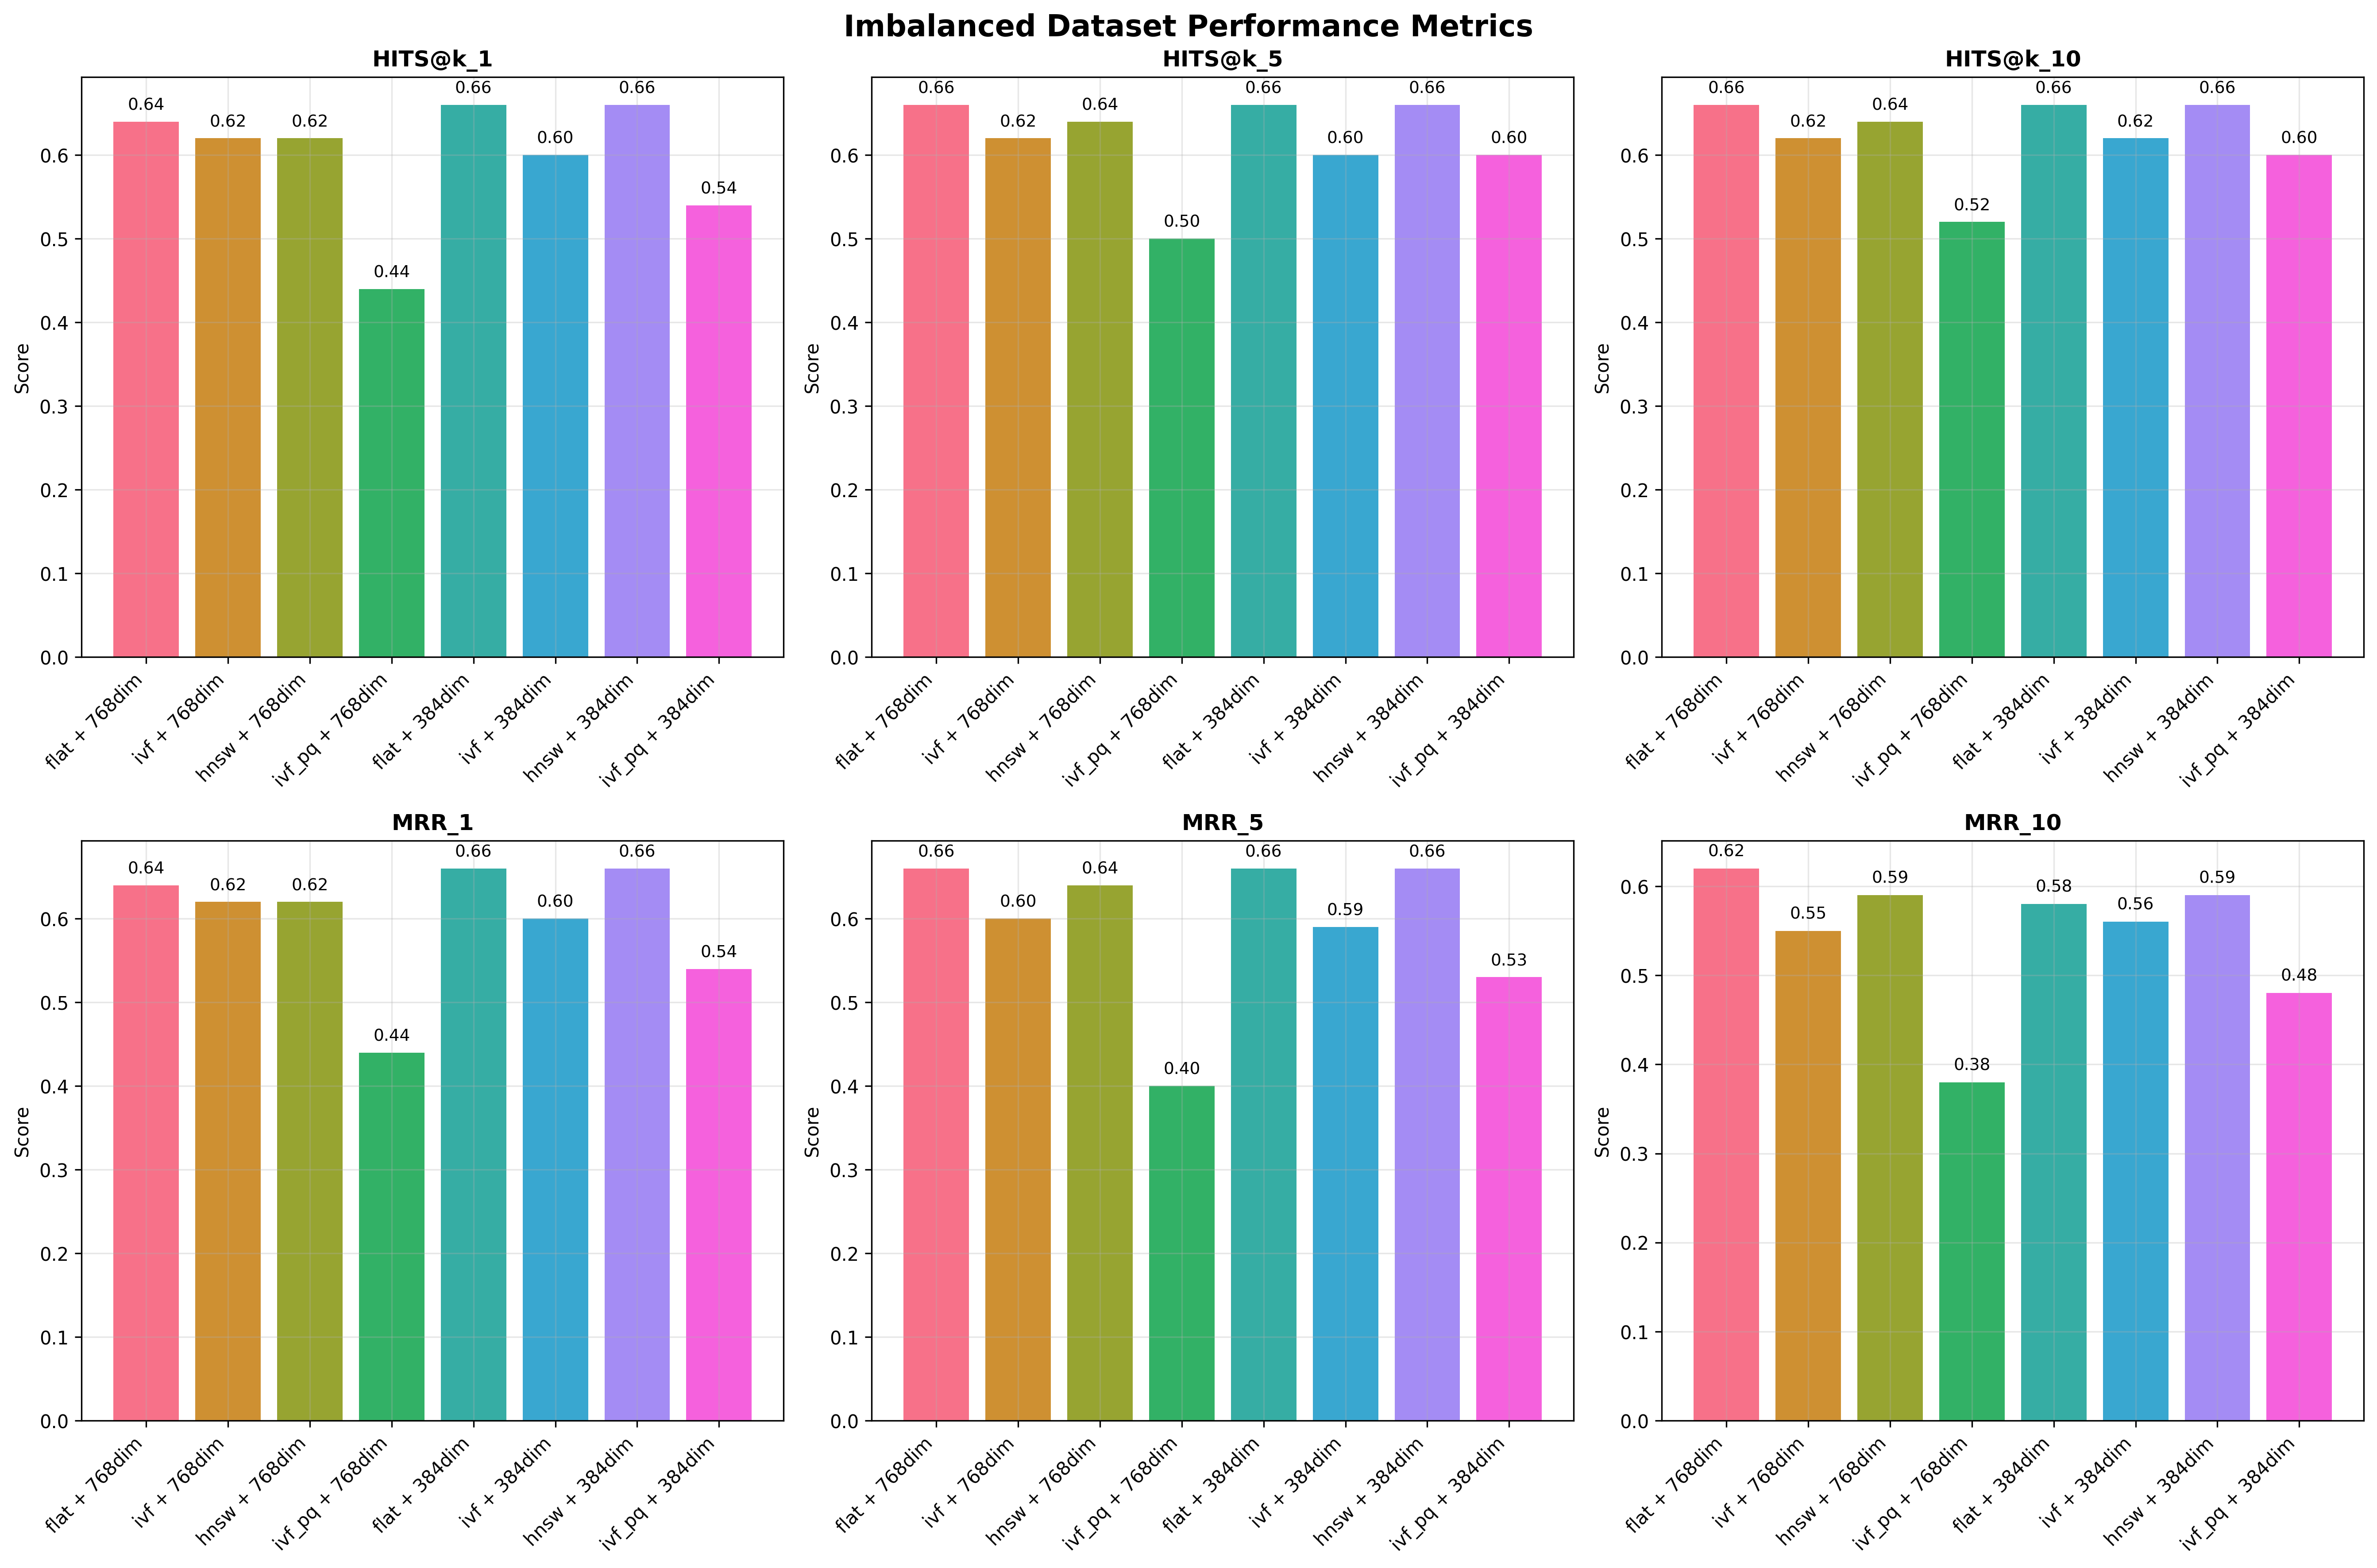 Imbalanced Dataset Performance Metrics
HITS@k_1
Score
0.6
0.5
0.4
0.3
0.2
0.1
0.0
0.64
0.62
0.62
0.44
0.66
0.60
0.66
0.54
flat + 768dim
ivf + 768dim
hnsw + 768dim
ivf_pq + 768dim
flat + 384dim
ivf + 384dim
hnsw + 384dim
ivf_pq + 384dim
HITS@k_5
Score
0.6
0.5
0.4
0.3
0.2
0.1
0.0
0.66
0.62
0.64
0.50
0.66
0.60
0.66
0.60
flat + 768dim
ivf + 768dim
hnsw + 768dim
ivf_pq + 768dim
flat + 384dim
ivf + 384dim
hnsw + 384dim
ivf_pq + 384dim
HITS@k_10
Score
0.6
0.5
0.4
0.3
0.2
0.1
0.0
0.66
0.62
0.64
0.52
0.66
0.62
0.66
0.60
flat + 768dim
ivf + 768dim
hnsw + 768dim
ivf_pq + 768dim
flat + 384dim
ivf + 384dim
hnsw + 384dim
ivf_pq + 384dim
MRR_1
Score
0.6
0.5
0.4
0.3
0.2
0.1
0.0
0.64
0.62
0.62
0.44
0.66
0.60
0.66
0.54
flat + 768dim
ivf + 768dim
hnsw + 768dim
ivf_pq + 768dim
flat + 384dim
ivf + 384dim
hnsw + 384dim
ivf_pq + 384dim
MRR_5
Score
0.6
0.5
0.4
0.3
0.2
0.1
0.0
0.66
0.60
0.64
0.40
0.66
0.59
0.66
0.53
flat + 768dim
ivf + 768dim
hnsw + 768dim
ivf_pq + 768dim
flat + 384dim
ivf + 384dim
hnsw + 384dim
ivf_pq + 384dim
MRR_10
Score
0.6
0.5
0.4
0.3
0.2
0.1
0.0
0.62
0.55
0.59
0.38
0.58
0.56
0.59
0.48
flat + 768dim
ivf + 768dim
hnsw + 768dim
ivf_pq + 768dim
flat + 384dim
ivf + 384dim
hnsw + 384dim
ivf_pq + 384dim